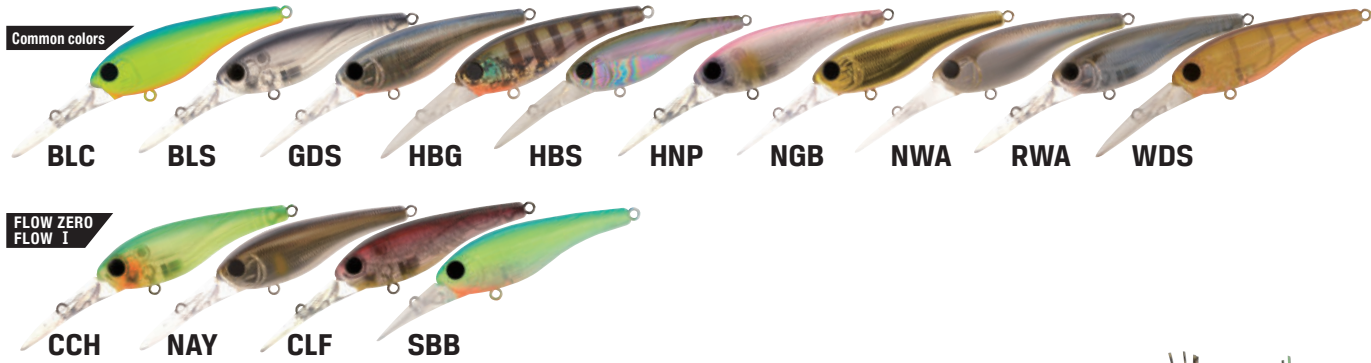 Common colors
BLC BLS GDS HBG HBS HNP NGB NWA RWA WDS
FLOW ZERO
FLOW I
CCH NAY CLF SBB